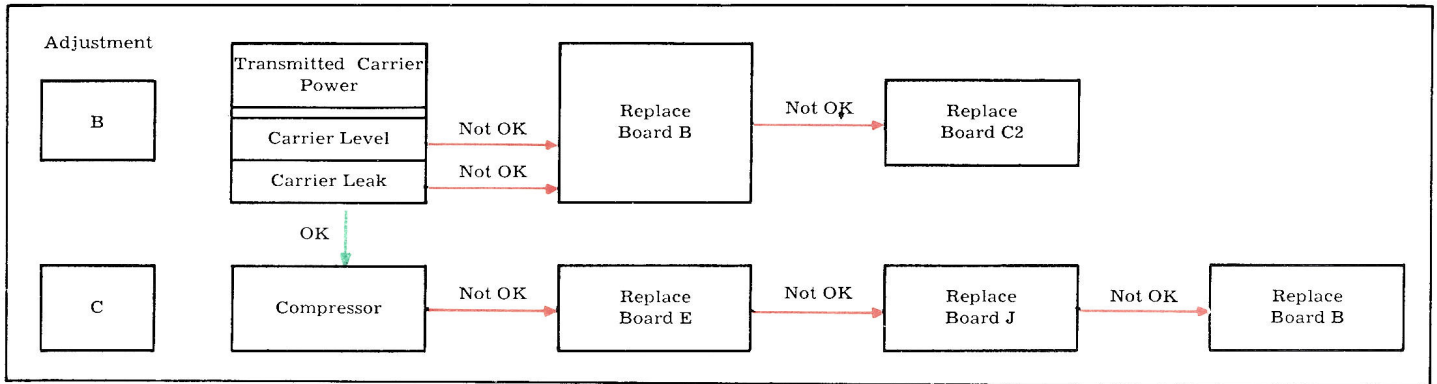 Adjustment
B
Transmitted Carrier
Power
Carrier Level
Carrier Leak
Not OK
Not OK
Replace
Board B
Not OK
Replace
Board C2
OK
C
Compressor
Not OK
Replace
Board E
Not OK
Replace
Board J
Not OK
Replace
Board B